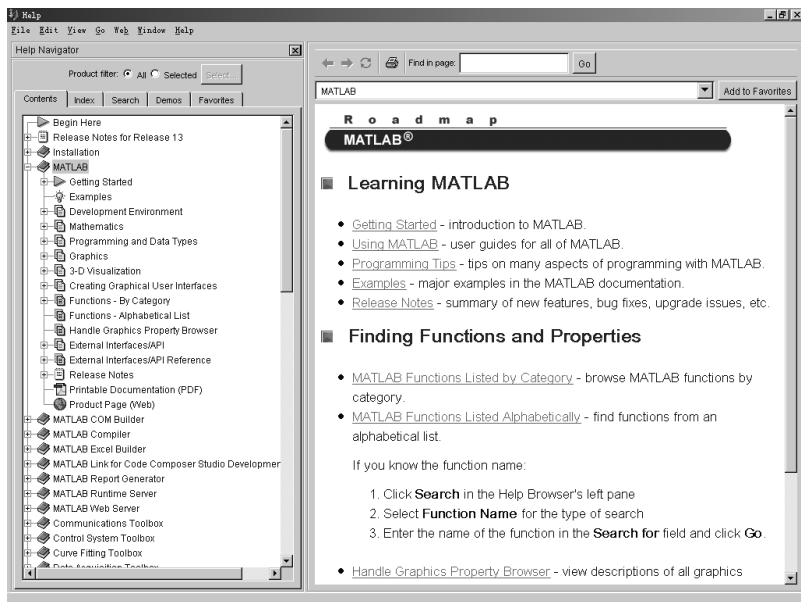 Help
File Edit View Go Web Window Help
Help Navigator
Product filter: All Selected Select...
Contents Index Search Demos Favorites
Begin Here
Release Notes for Release 13
Installation
MATLAB
Getting Started
Examples
Development Environment
Mathematics
Programming and Data Types
Graphics
3-D Visualization
Creating Graphical User Interfaces
Functions - By Category
Functions - Alphabetical List
Handle Graphics Property Browser
External Interfaces/API
External Interfaces/API Reference
Release Notes
Printable Documentation (PDF)
Product Page (Web)
MATLAB COM Builder
MATLAB Compiler
MATLAB Excel Builder
MATLAB Link for Code Composer Studio Developmer
MATLAB Report Generator
MATLAB Runtime Server
MATLAB Web Server
Communications Toolbox
Control System Toolbox
Curve Fitting Toolbox
Data Acquisition Toolbox
Find in page: Go
MATLAB Add to Favorites
Roadmap
MATLAB®
Learning MATLAB
Getting Started - introduction to MATLAB.
Using MATLAB - user guides for all of MATLAB.
Programming Tips - tips on many aspects of programming with MATLAB.
Examples - major examples in the MATLAB documentation.
Release Notes - summary of new features, bug fixes, upgrade issues, etc.
Finding Functions and Properties
MATLAB Functions Listed by Category - browse MATLAB functions by
category.
MATLAB Functions Listed Alphabetically - find functions from an
alphabetical list.
If you know the function name:
1. Click Search in the Help Browser's left pane
2. Select Function Name for the type of search
3. Enter the name of the function in the Search for field and click Go.
Handle Graphics Property Browser - view descriptions of all graphics